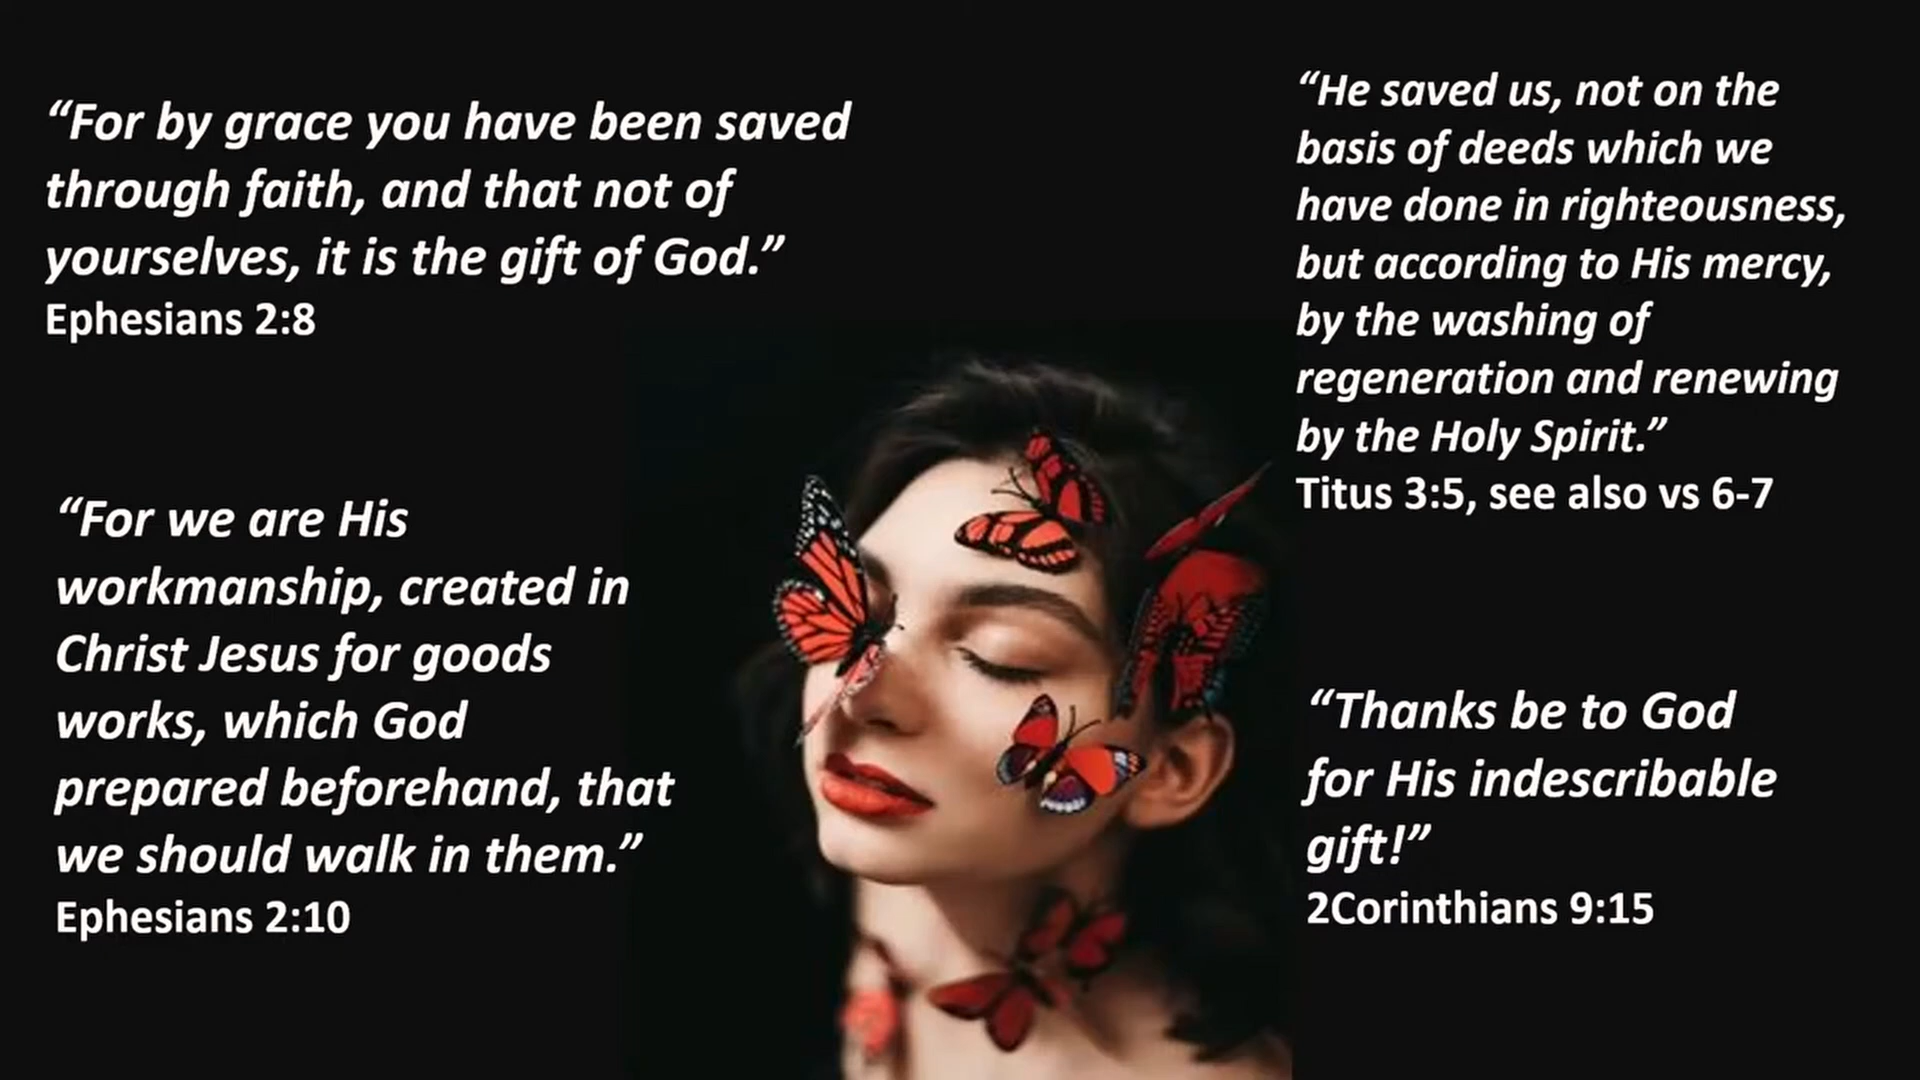 “For by grace you have been saved
through faith, and that not of
yourselves, it is the gift of God.”
Ephesians 2:8
“For we are His
workmanship, created in
Christ Jesus for goods
works, which God
prepared beforehand, that
we should walk in them.”
Ephesians 2:10
“He saved us, not on the
basis of deeds which we
have done in righteousness,
but according to His mercy,
by the washing of
regeneration and renewing
by the Holy Spirit.”
Titus 3:5, see also vs 6-7
“Thanks be to God
for His indescribable
gift!”
2Corinthians 9:15